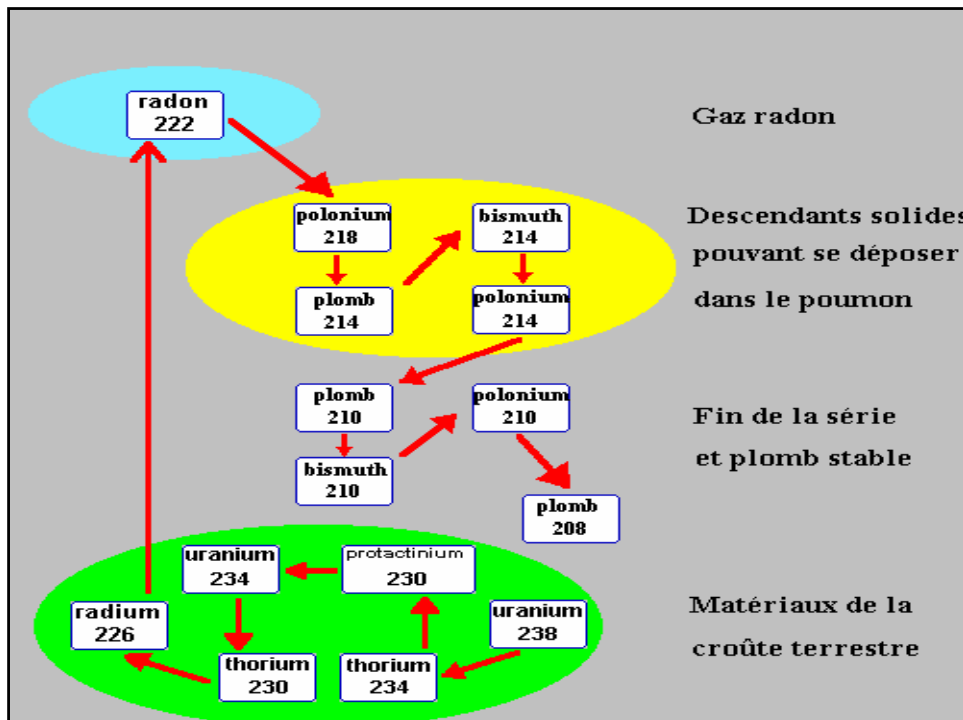 radon
222
Gaz radon
polonium
218
bismuth
214
plomb
214
polonium
214
Descendants solides
pouvant se déposer
dans le poumon
plomb
210
polonium
210
bismuth
210
plomb
208
Fin de la série
et plomb stable
uranium
234
protactinium
230
radium
226
uranium
238
thorium
230
thorium
234
Matériaux de la
croûte terrestre